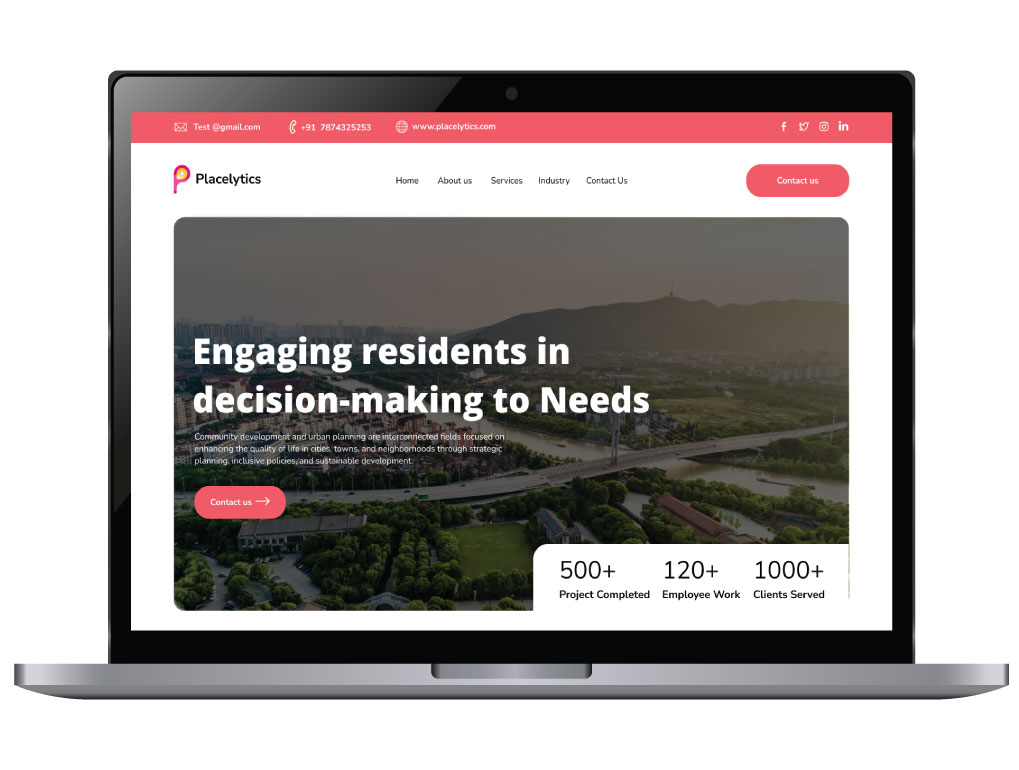 Test @gmail.com
+91 7874325253
www.placelytics.com
Placelytics
Home
About us
Services
Industry
Contact Us
Contact us
Engaging residents in
decision-making to Needs
Community development and urban planning are interconnected fields focused on
enhancing the quality of life in cities, towns, and neighborhoods through strategic
planning, inclusive policies, and sustainable development.
Contact us
500+
Project Completed
120+
Employee Work
1000+
Clients Served